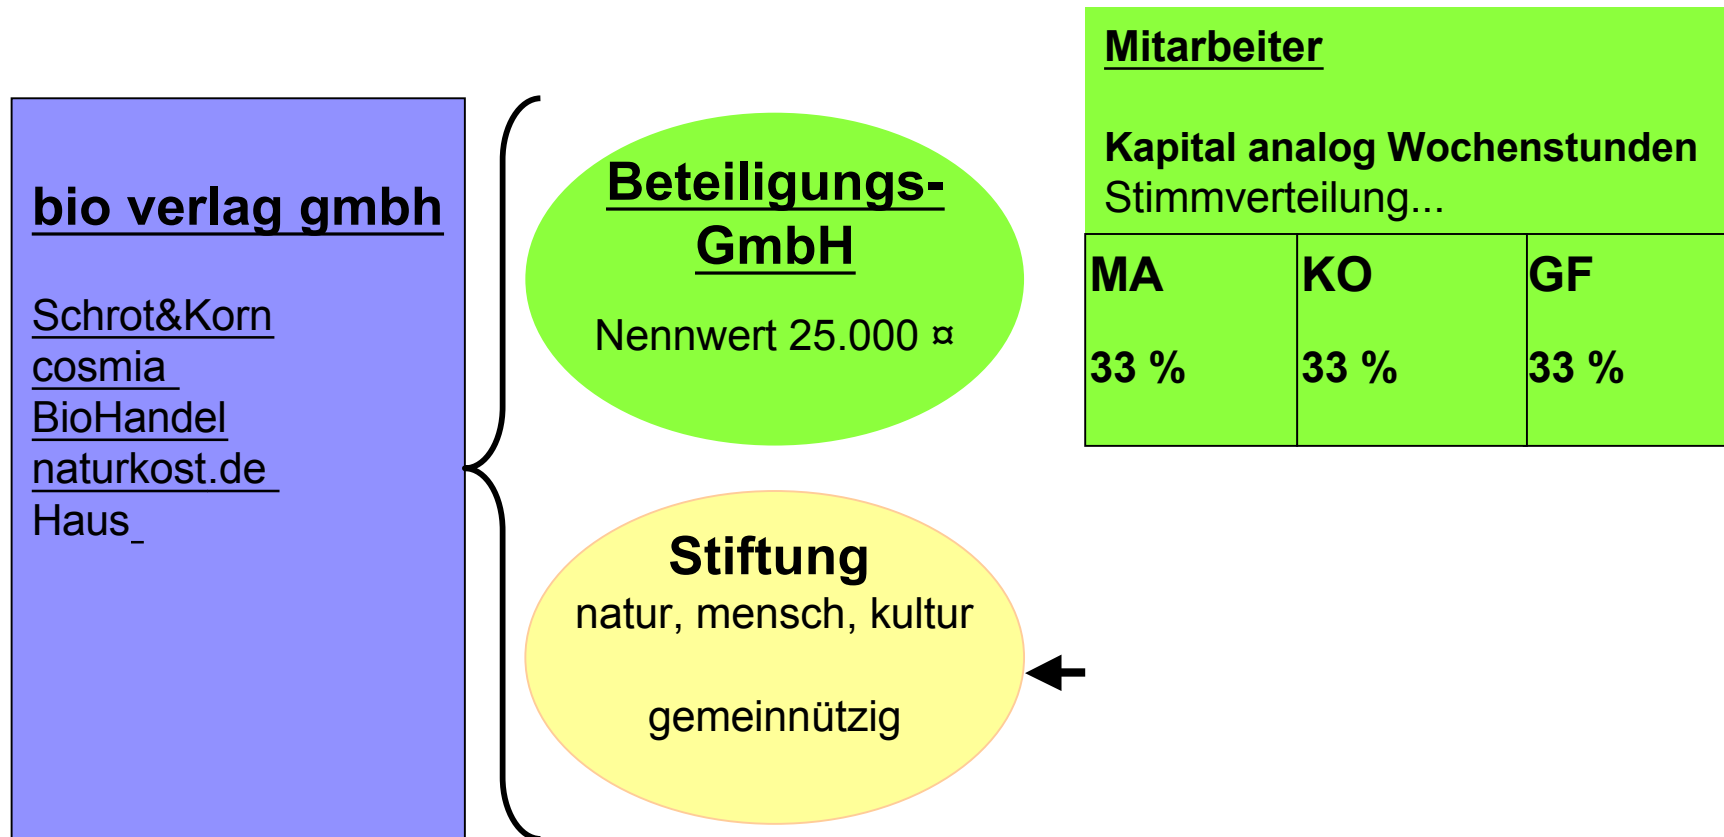 bio verlag gmbh
Schrot&Korn
cosmia
BioHandel
naturkost.de
Haus
Beteiligungs-
GmbH
Nennwert 25.000 ¤
Stiftung
natur, mensch, kultur
gemeinnützig
Mitarbeiter
Kapital analog Wochenstunden
Stimmverteilung...
MA KO GF
33 % 33 % 33 %